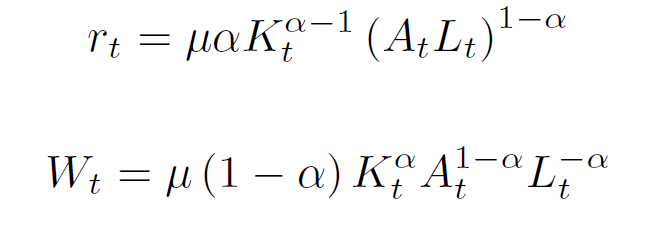 r_t = μαK_t^{α−1} (A_t L_t)^{1−α}
W_t = μ (1 − α) K_t^α A_t^{1−α} L_t^{−α}